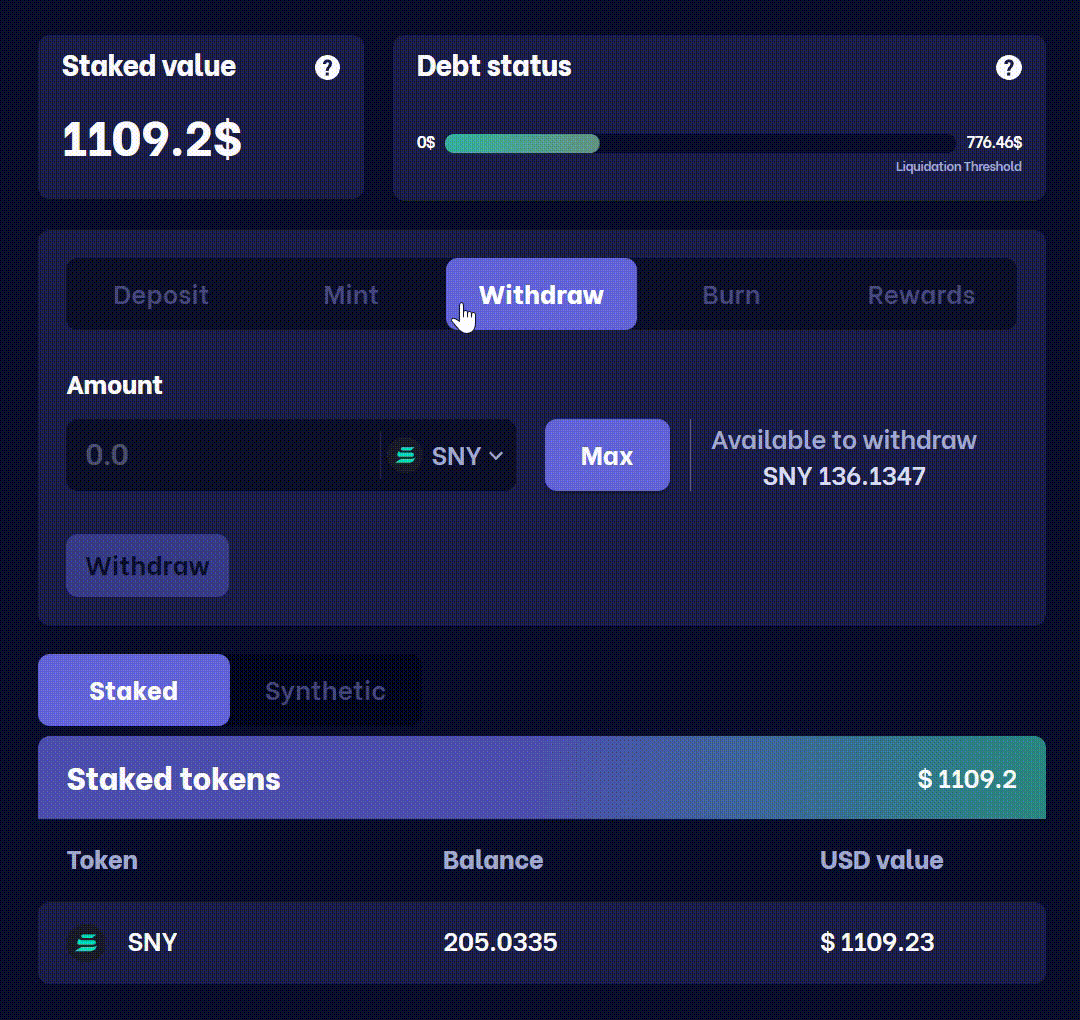 Staked value ?
1109.2$
Debt status ?
0$ 776.46$
Liquidation Threshold
Deposit Mint Withdraw Burn Rewards
Amount
0.0 SNY Max
Available to withdraw
SNY 136.1347
Withdraw
Staked Synthetic
Staked tokens $ 1109.2
Token Balance USD value
SNY 205.0335 $ 1109.23